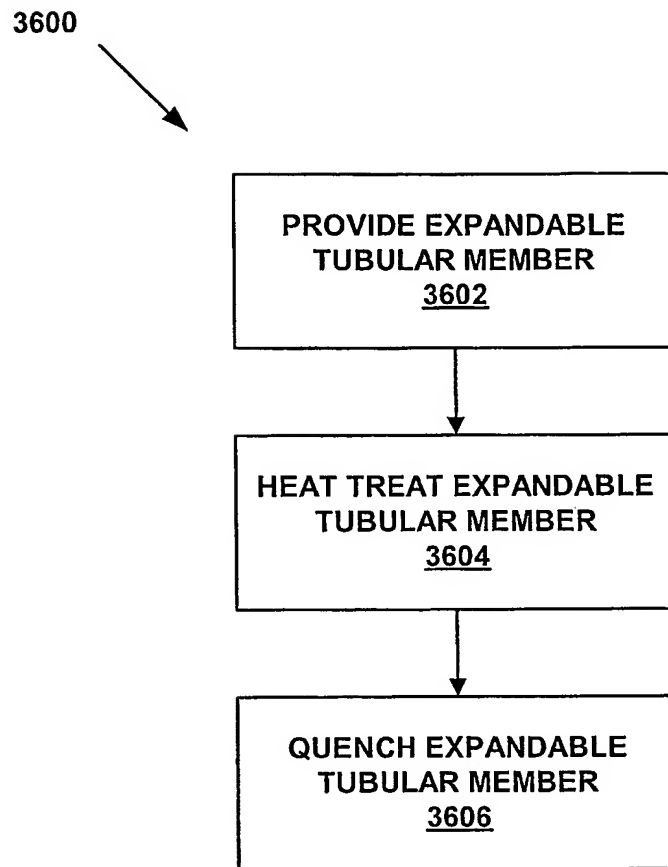 3600
PROVIDE EXPANDABLE
TUBULAR MEMBER
3602
HEAT TREAT EXPANDABLE
TUBULAR MEMBER
3604
QUENCH EXPANDABLE
TUBULAR MEMBER
3606